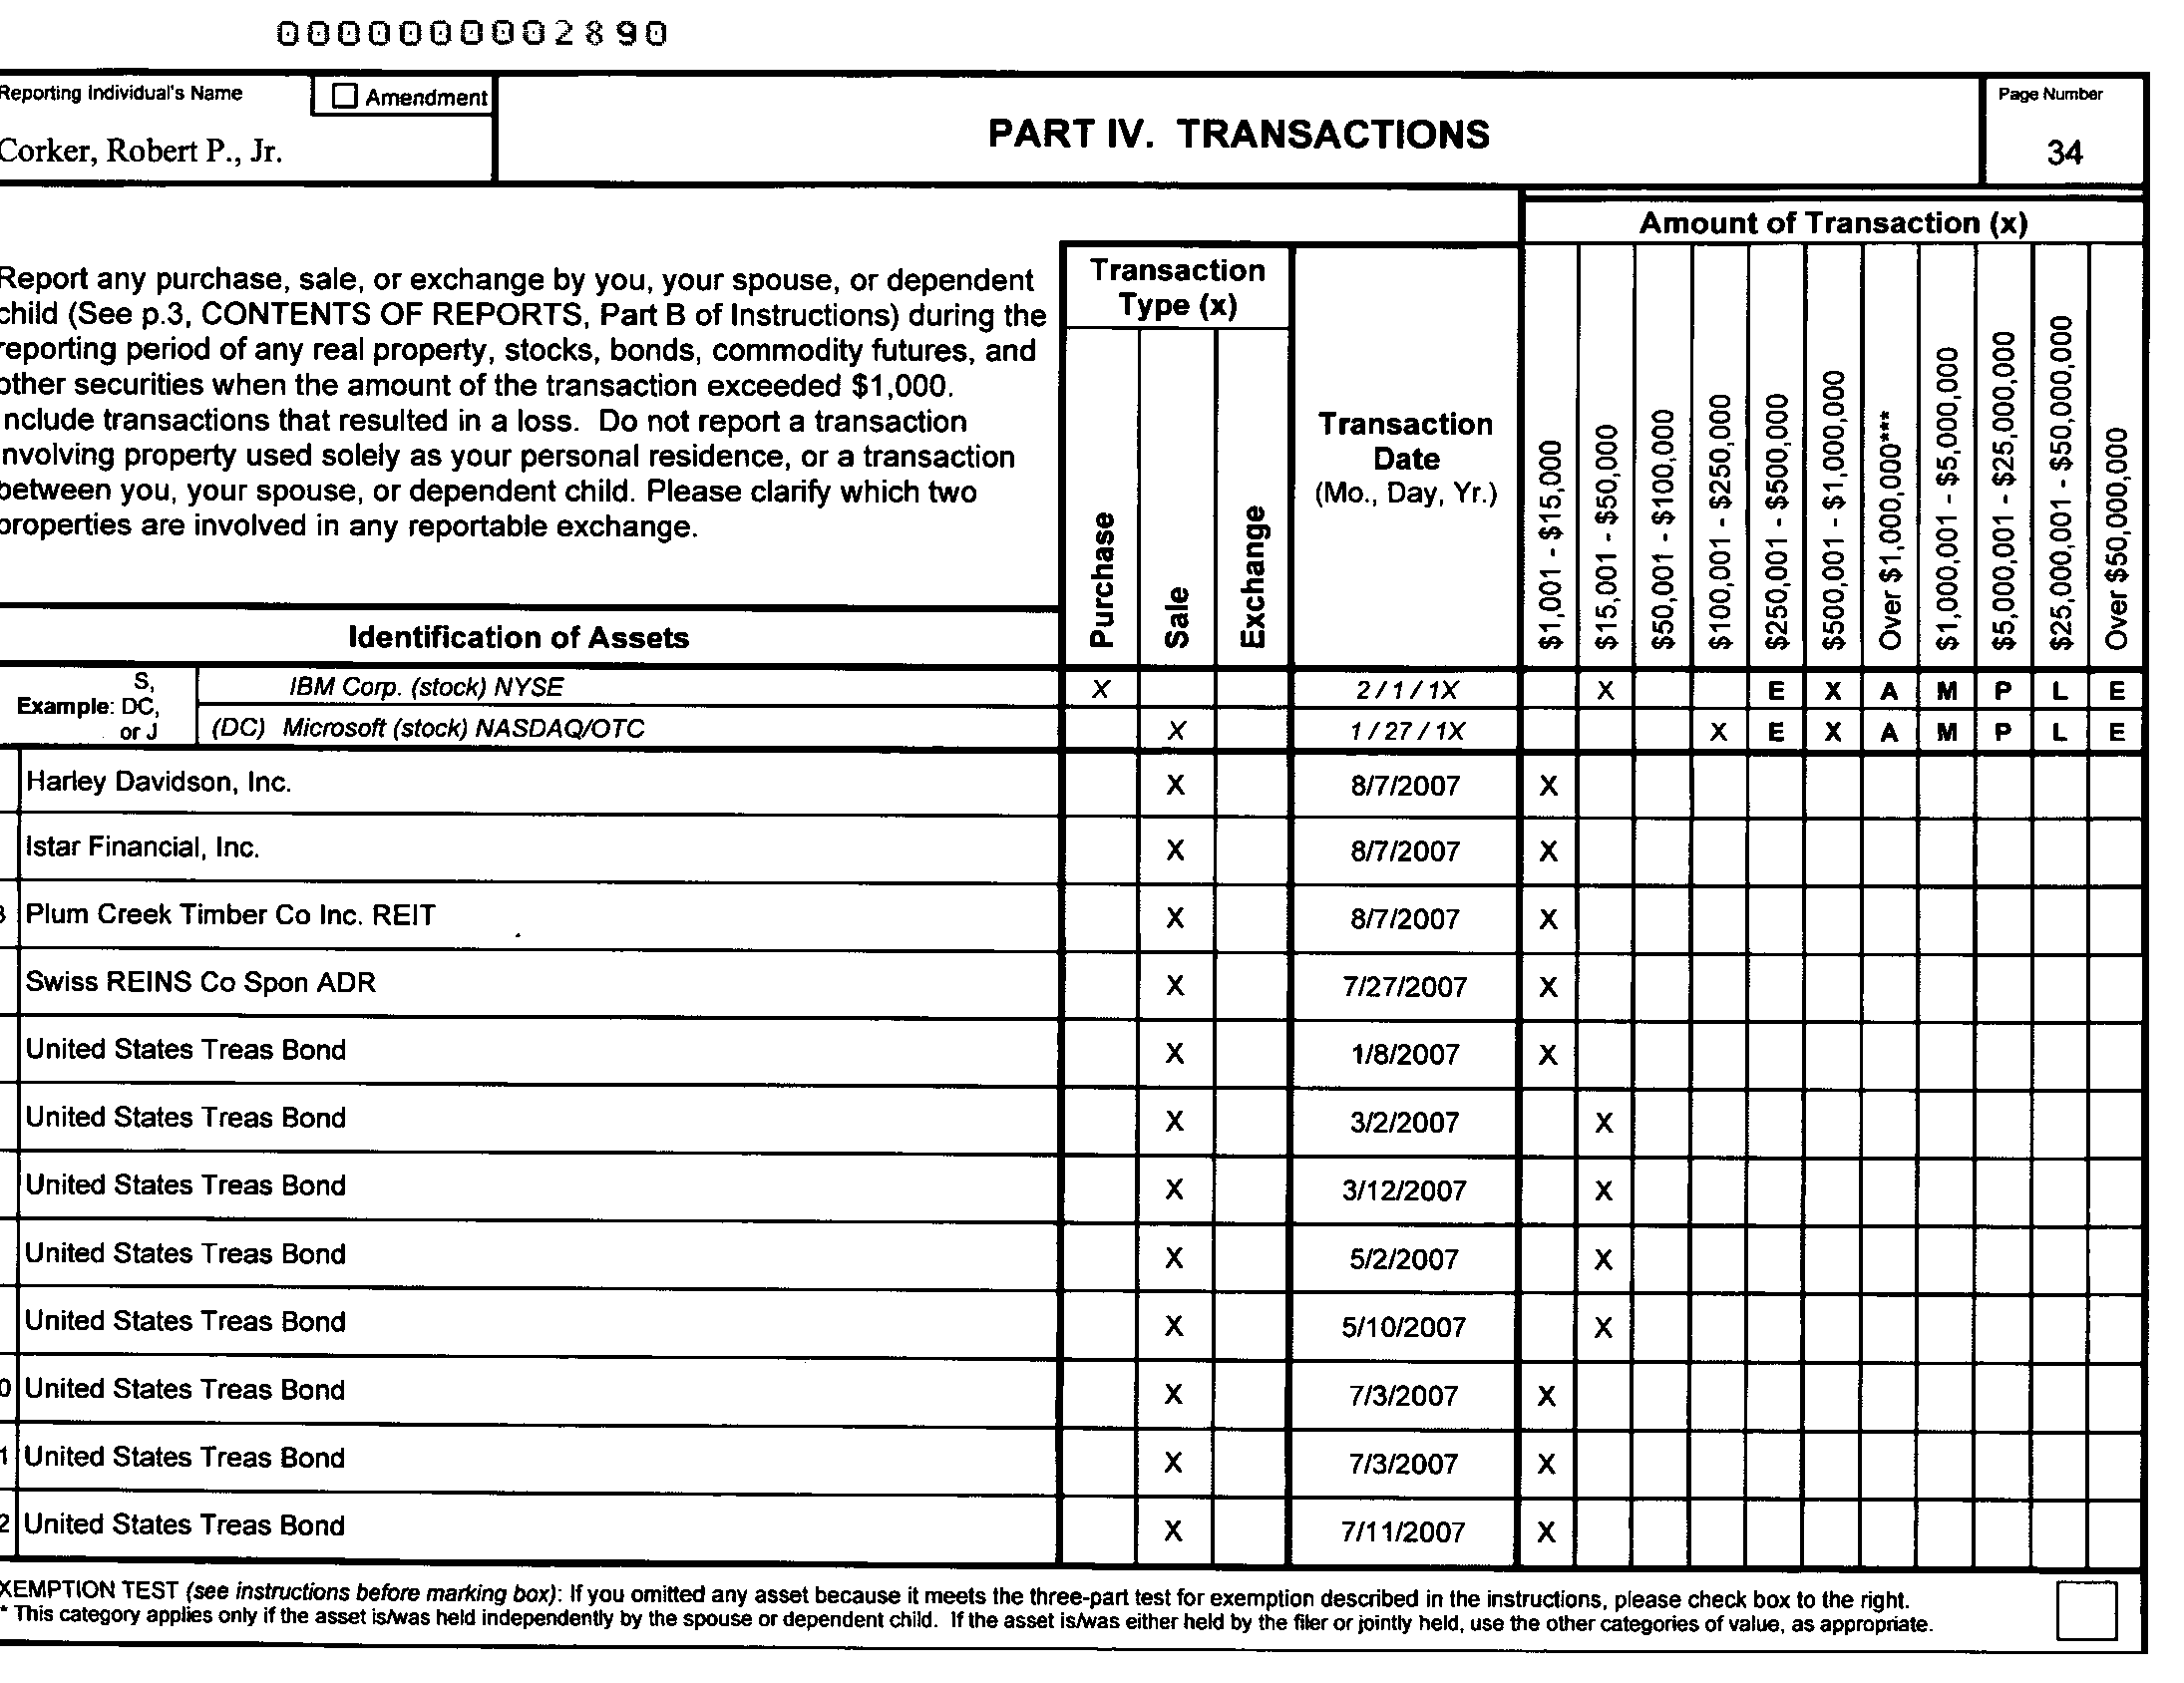 0000000002890
Reporting Individual's Name
Amendment
Corker, Robert P., Jr.
PART IV. TRANSACTIONS
Page Number
34
Amount of Transaction (x)
Report any purchase, sale, or exchange by you, your spouse, or dependent
child (See p.3, CONTENTS OF REPORTS, Part B of Instructions) during the
reporting period of any real property, stocks, bonds, commodity futures, and
other securities when the amount of the transaction exceeded $1,000.
nclude transactions that resulted in a loss. Do not report a transaction
nvolving property used solely as your personal residence, or a transaction
between you, your spouse, or dependent child. Please clarify which two
properties are involved in any reportable exchange.
Transaction
Type (x)
Purchase
Sale
Exchange
Transaction
Date
(Mo., Day, Yr.)
$1,001 - $15,000
$15,001 - $50,000
$50,001 - $100,000
$100,001 - $250,000
$250,001 - $500,000
$500,001 - $1,000,000
Over $1,000,000***
$1,000,001 - $5,000,000
$5,000,001 - $25,000,000
$25,000,001 - $50,000,000
Over $50,000,000
Identification of Assets
Example: S, DC, or J
IBM Corp. (stock) NYSE X 2 / 1 / 1X X E X A M P L E
(DC) Microsoft (stock) NASDAQ/OTC X 1 / 27 / 1X X E X A M P L E
Harley Davidson, Inc. X 8/7/2007 X
Istar Financial, Inc. X 8/7/2007 X
3 Plum Creek Timber Co Inc. REIT X 8/7/2007 X
Swiss REINS Co Spon ADR X 7/27/2007 X
United States Treas Bond X 1/8/2007 X
United States Treas Bond X 3/2/2007 X
United States Treas Bond X 3/12/2007 X
United States Treas Bond X 5/2/2007 X
United States Treas Bond X 5/10/2007 X
0 United States Treas Bond X 7/3/2007 X
1 United States Treas Bond X 7/3/2007 X
2 United States Treas Bond X 7/11/2007 X
XEMPTION TEST (see instructions before marking box): If you omitted any asset because it meets the three-part test for exemption described in the instructions, please check box to the right.
* This category applies only if the asset is/was held independently by the spouse or dependent child. If the asset is/was either held by the filer or jointly held, use the other categories of value, as appropriate.